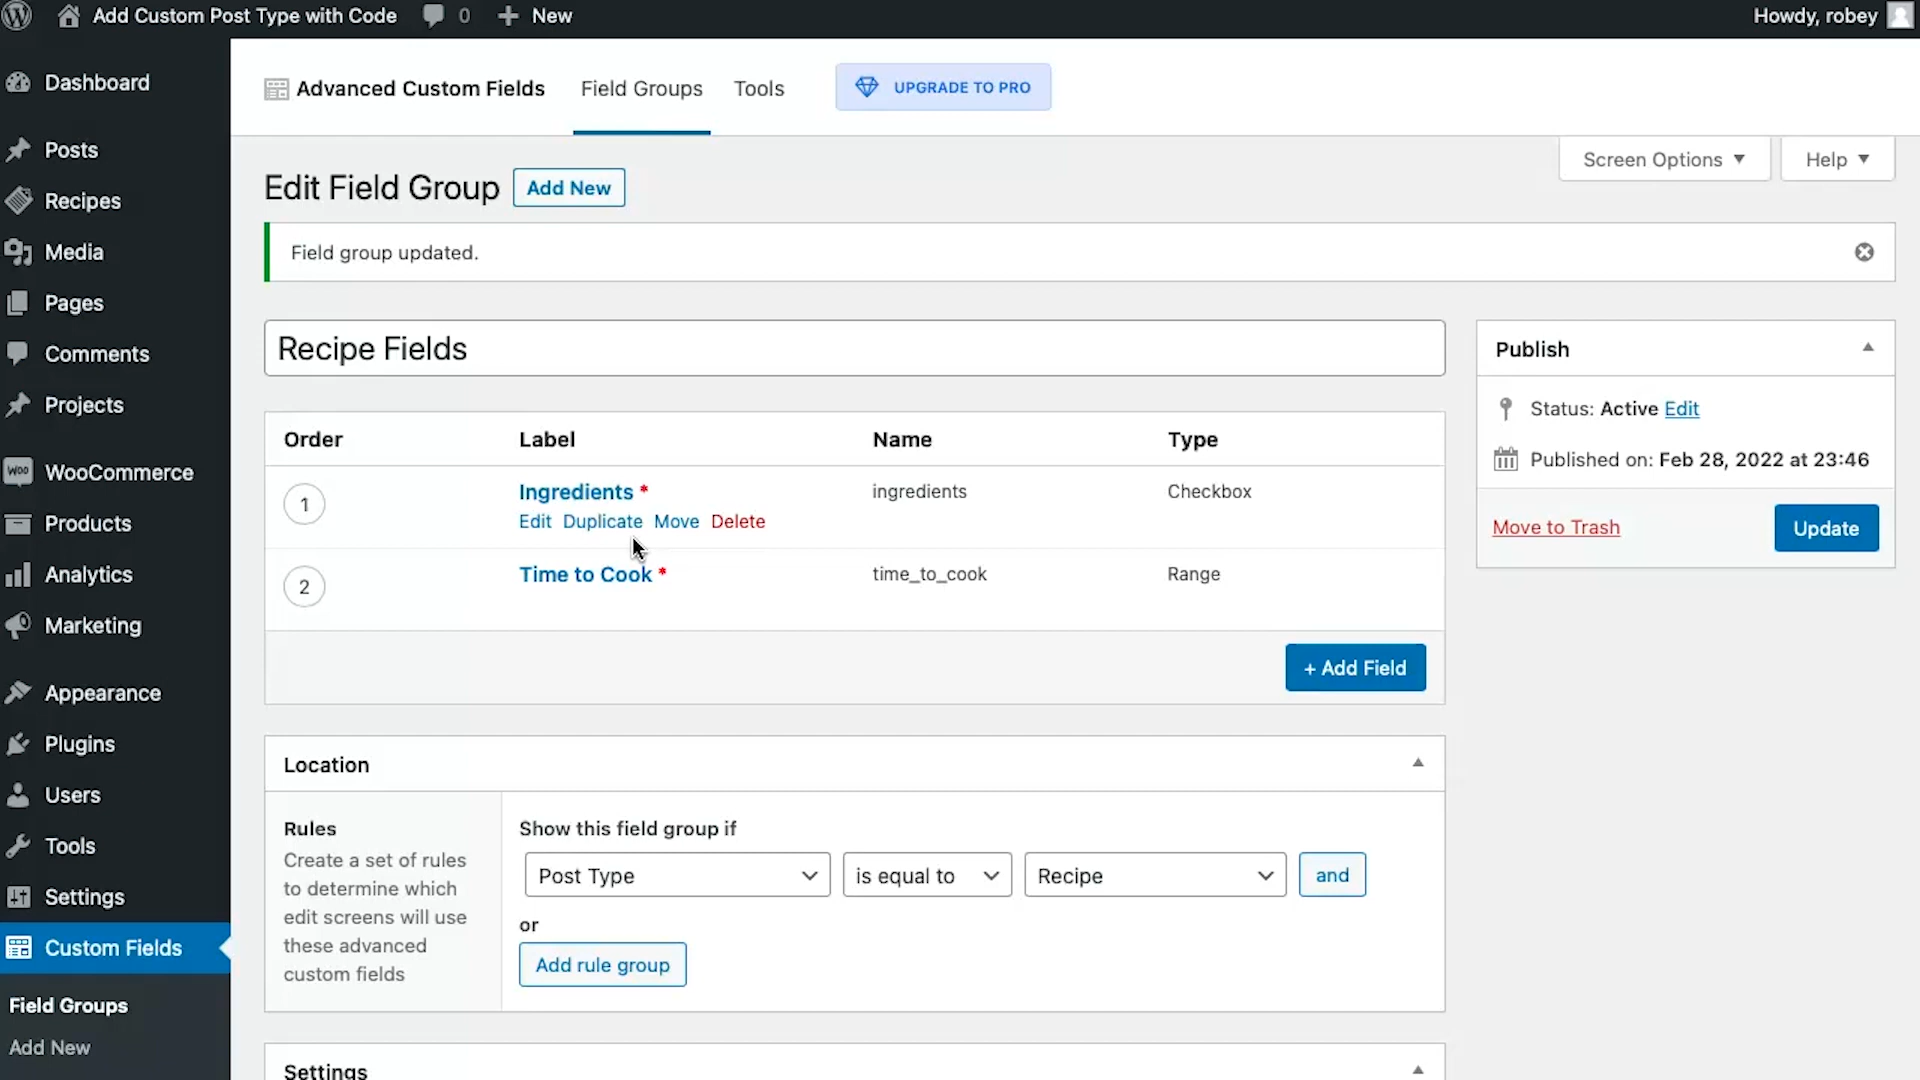 Add Custom Post Type with Code 0 New Howdy, robey
Dashboard
Posts
Recipes
Media
Pages
Comments
Projects
WOO WooCommerce
Products
Analytics
Marketing
Appearance
Plugins
Users
Tools
Settings
Custom Fields
Field Groups
Add New
Advanced Custom Fields Field Groups Tools UPGRADE TO PRO
Screen Options Help
Edit Field Group Add New
Field group updated.
Recipe Fields
Order Label Name Type
1 Ingredients * ingredients Checkbox
Edit Duplicate Move Delete
2 Time to Cook * time_to_cook Range
+ Add Field
Location
Rules
Create a set of rules
to determine which
edit screens will use
these advanced
custom fields
Show this field group if
Post Type is equal to Recipe and
or
Add rule group
Settings
Publish
Status: Active Edit
Published on: Feb 28, 2022 at 23:46
Move to Trash Update